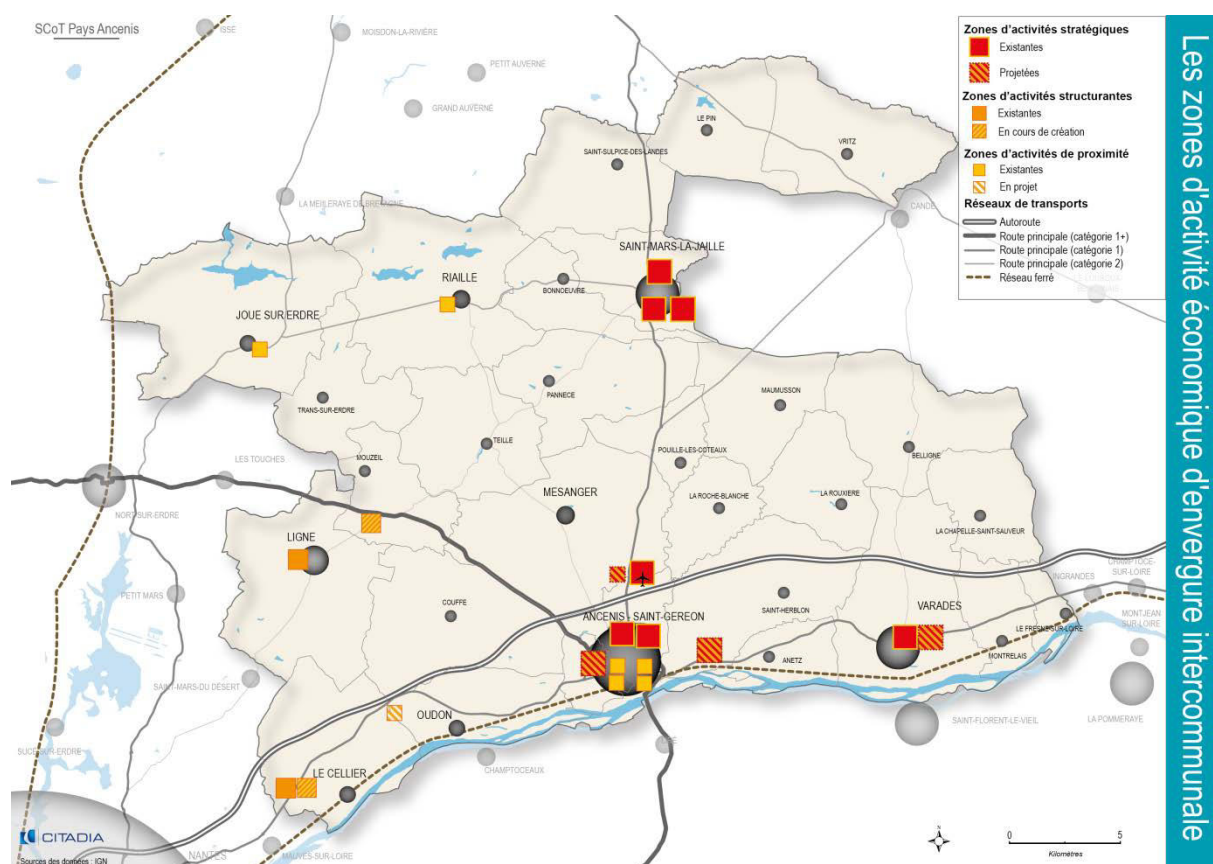 SCoT Pays Ancenis
ISSE
MOISDON-LA-RIVIÈRE
PETIT AUVERNÉ
GRAND AUVERNÉ
LE PIN
VRITZ
SAINT-SULPICE-DES-LANDES
LA MEILLERAYE DE BRETAGNE
CANDÉ
SAINT-MARS-LA-JAILLE
RIAILLE
BONNOEUVRE
JOUE SUR ERDRE
TRANS-SUR-ERDRE
PANNECE
MAUMUSSON
TEILLE
MOUZEIL
LES TOUCHES
POUILLE-LES-COTEAUX
BELLIGNE
NORT-SUR-ERDRE
MESANGER
LA ROCHE-BLANCHE
LA ROUXIERE
LA CHAPELLE-SAINT-SAUVEUR
LIGNE
PETIT MARS
COUFFE
ANCENIS - SAINT-GEREON
SAINT-HERBLON
VARADES
INGRANDES
CHAMPTOCE-
SUR-LOIRE
MONTJEAN
SUR-LOIRE
LE FRESNE-SUR-LOIRE
MONTRELAIS
ANETZ
SAINT-MARS-DU-DÉSERT
OUDON
SAINT-FLORENT-LE-VIEIL
LA POMMERAYE
SUCE-SUR-ERDRE
CHAMPTOCEAUX
LE CELLIER
NANTES
MAUVES-SUR-LOIRE
CITADIA
Sources des données : IGN
N
0 5
Kilomètres
Zones d'activités stratégiques
Existantes
Projetées
Zones d'activités structurantes
Existantes
En cours de création
Zones d'activités de proximité
Existantes
En projet
Réseaux de transports
Autoroute
Route principale (catégorie 1+)
Route principale (catégorie 1)
Route principale (catégorie 2)
Réseau ferré
Les zones d'activité économique d'envergure intercommunale